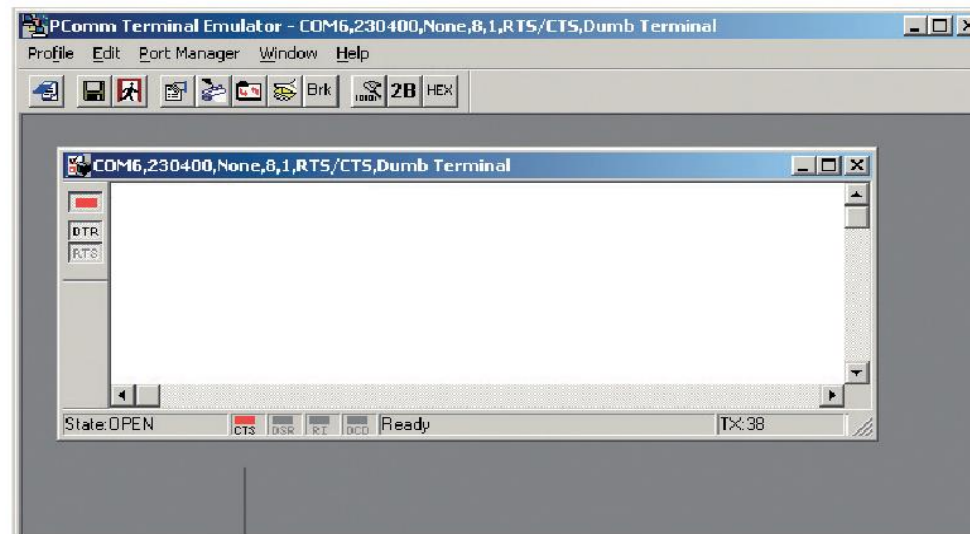 PComm Terminal Emulator - COM6,230400,None,8,1,RTS/CTS,Dumb Terminal
Profile Edit Port Manager Window Help
Brk 2B HEX
COM6,230400,None,8,1,RTS/CTS,Dumb Terminal
DTR
RTS
State:OPEN CTS DSR RI DCD Ready TX:38